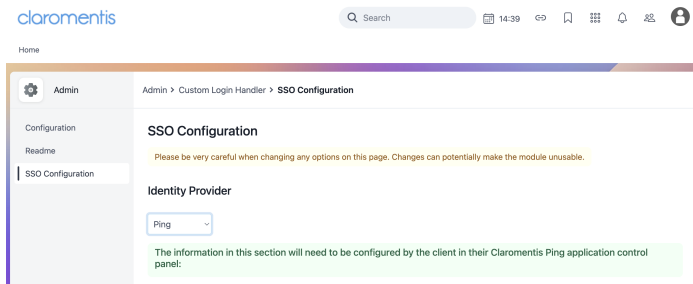 claromentis
Search
14:39
Home
Admin
Admin > Custom Login Handler > SSO Configuration
Configuration
Readme
SSO Configuration
SSO Configuration
Please be very careful when changing any options on this page. Changes can potentially make the module unusable.
Identity Provider
Ping
The information in this section will need to be configured by the client in their Claromentis Ping application control
panel: